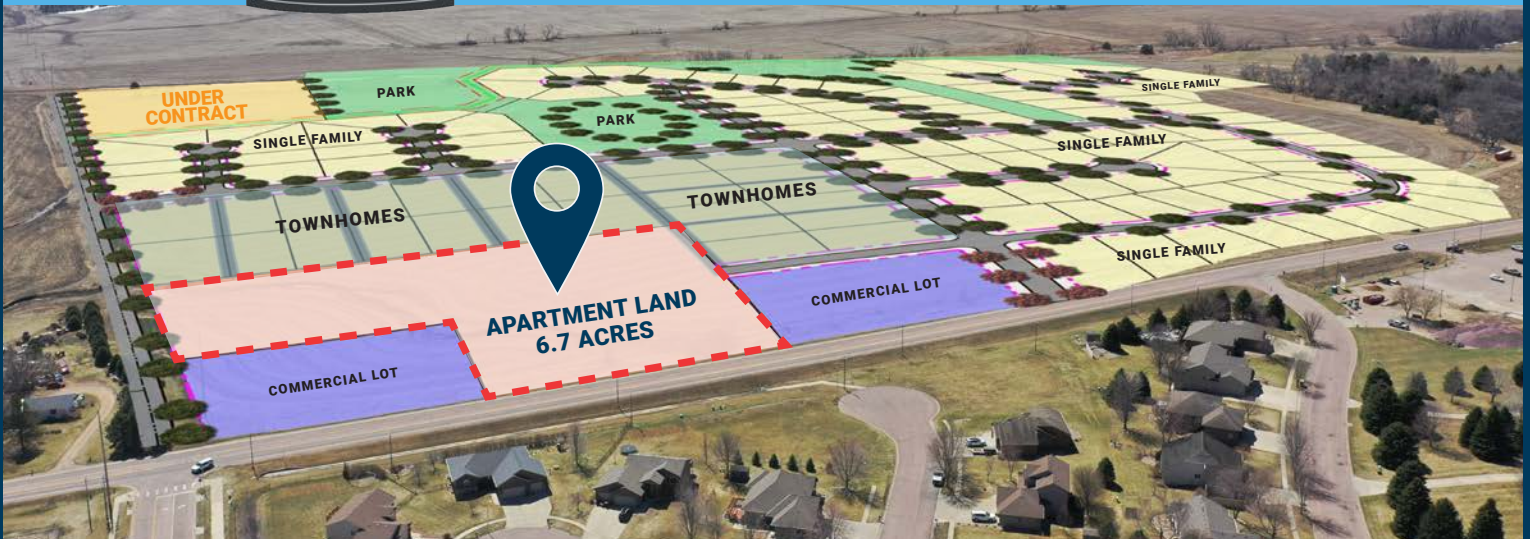 UNDER
CONTRACT
PARK
PARK
SINGLE FAMILY
SINGLE FAMILY
SINGLE FAMILY
TOWNHOMES
TOWNHOMES
SINGLE FAMILY
APARTMENT LAND
6.7 ACRES
COMMERCIAL LOT
COMMERCIAL LOT